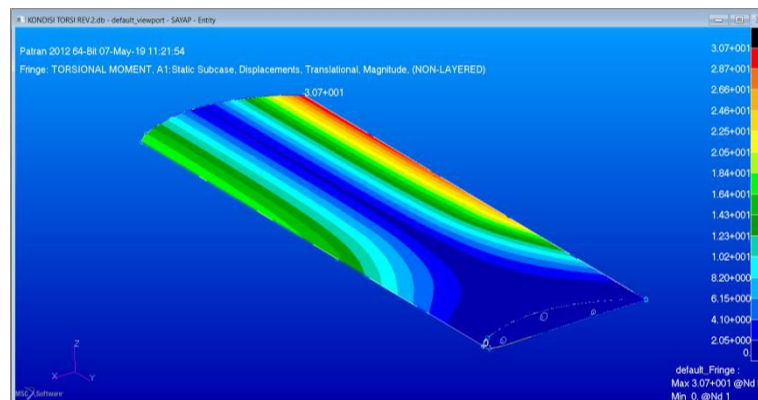 KONDISI TORSI REV.2.db - default_viewport - SAYAP - Entity
Patran 2012 64-Bit 07-May-19 11:21:54
Fringe: TORSIONAL MOMENT, A1:Static Subcase, Displacements, Translational, Magnitude, (NON-LAYERED)
3.07+001
3.07+001
2.87+001
2.66+001
2.46+001
2.25+001
2.05+001
1.84+001
1.64+001
1.43+001
1.23+001
1.02+001
8.20+000
6.15+000
4.10+000
2.05+000
0.
Z
X
Y
default_Fringe :
Max 3.07+001 @Nd
Min 0. @Nd 1
MSC Software